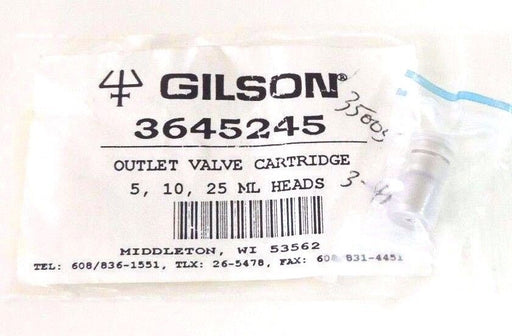 GILSON®
3645245
OUTLET VALVE CARTRIDGE
5, 10, 25 ML HEADS
MIDDLETON, WI 53562
TEL: 608/836-1551, TLX: 26-5478, FAX: 608/831-4451